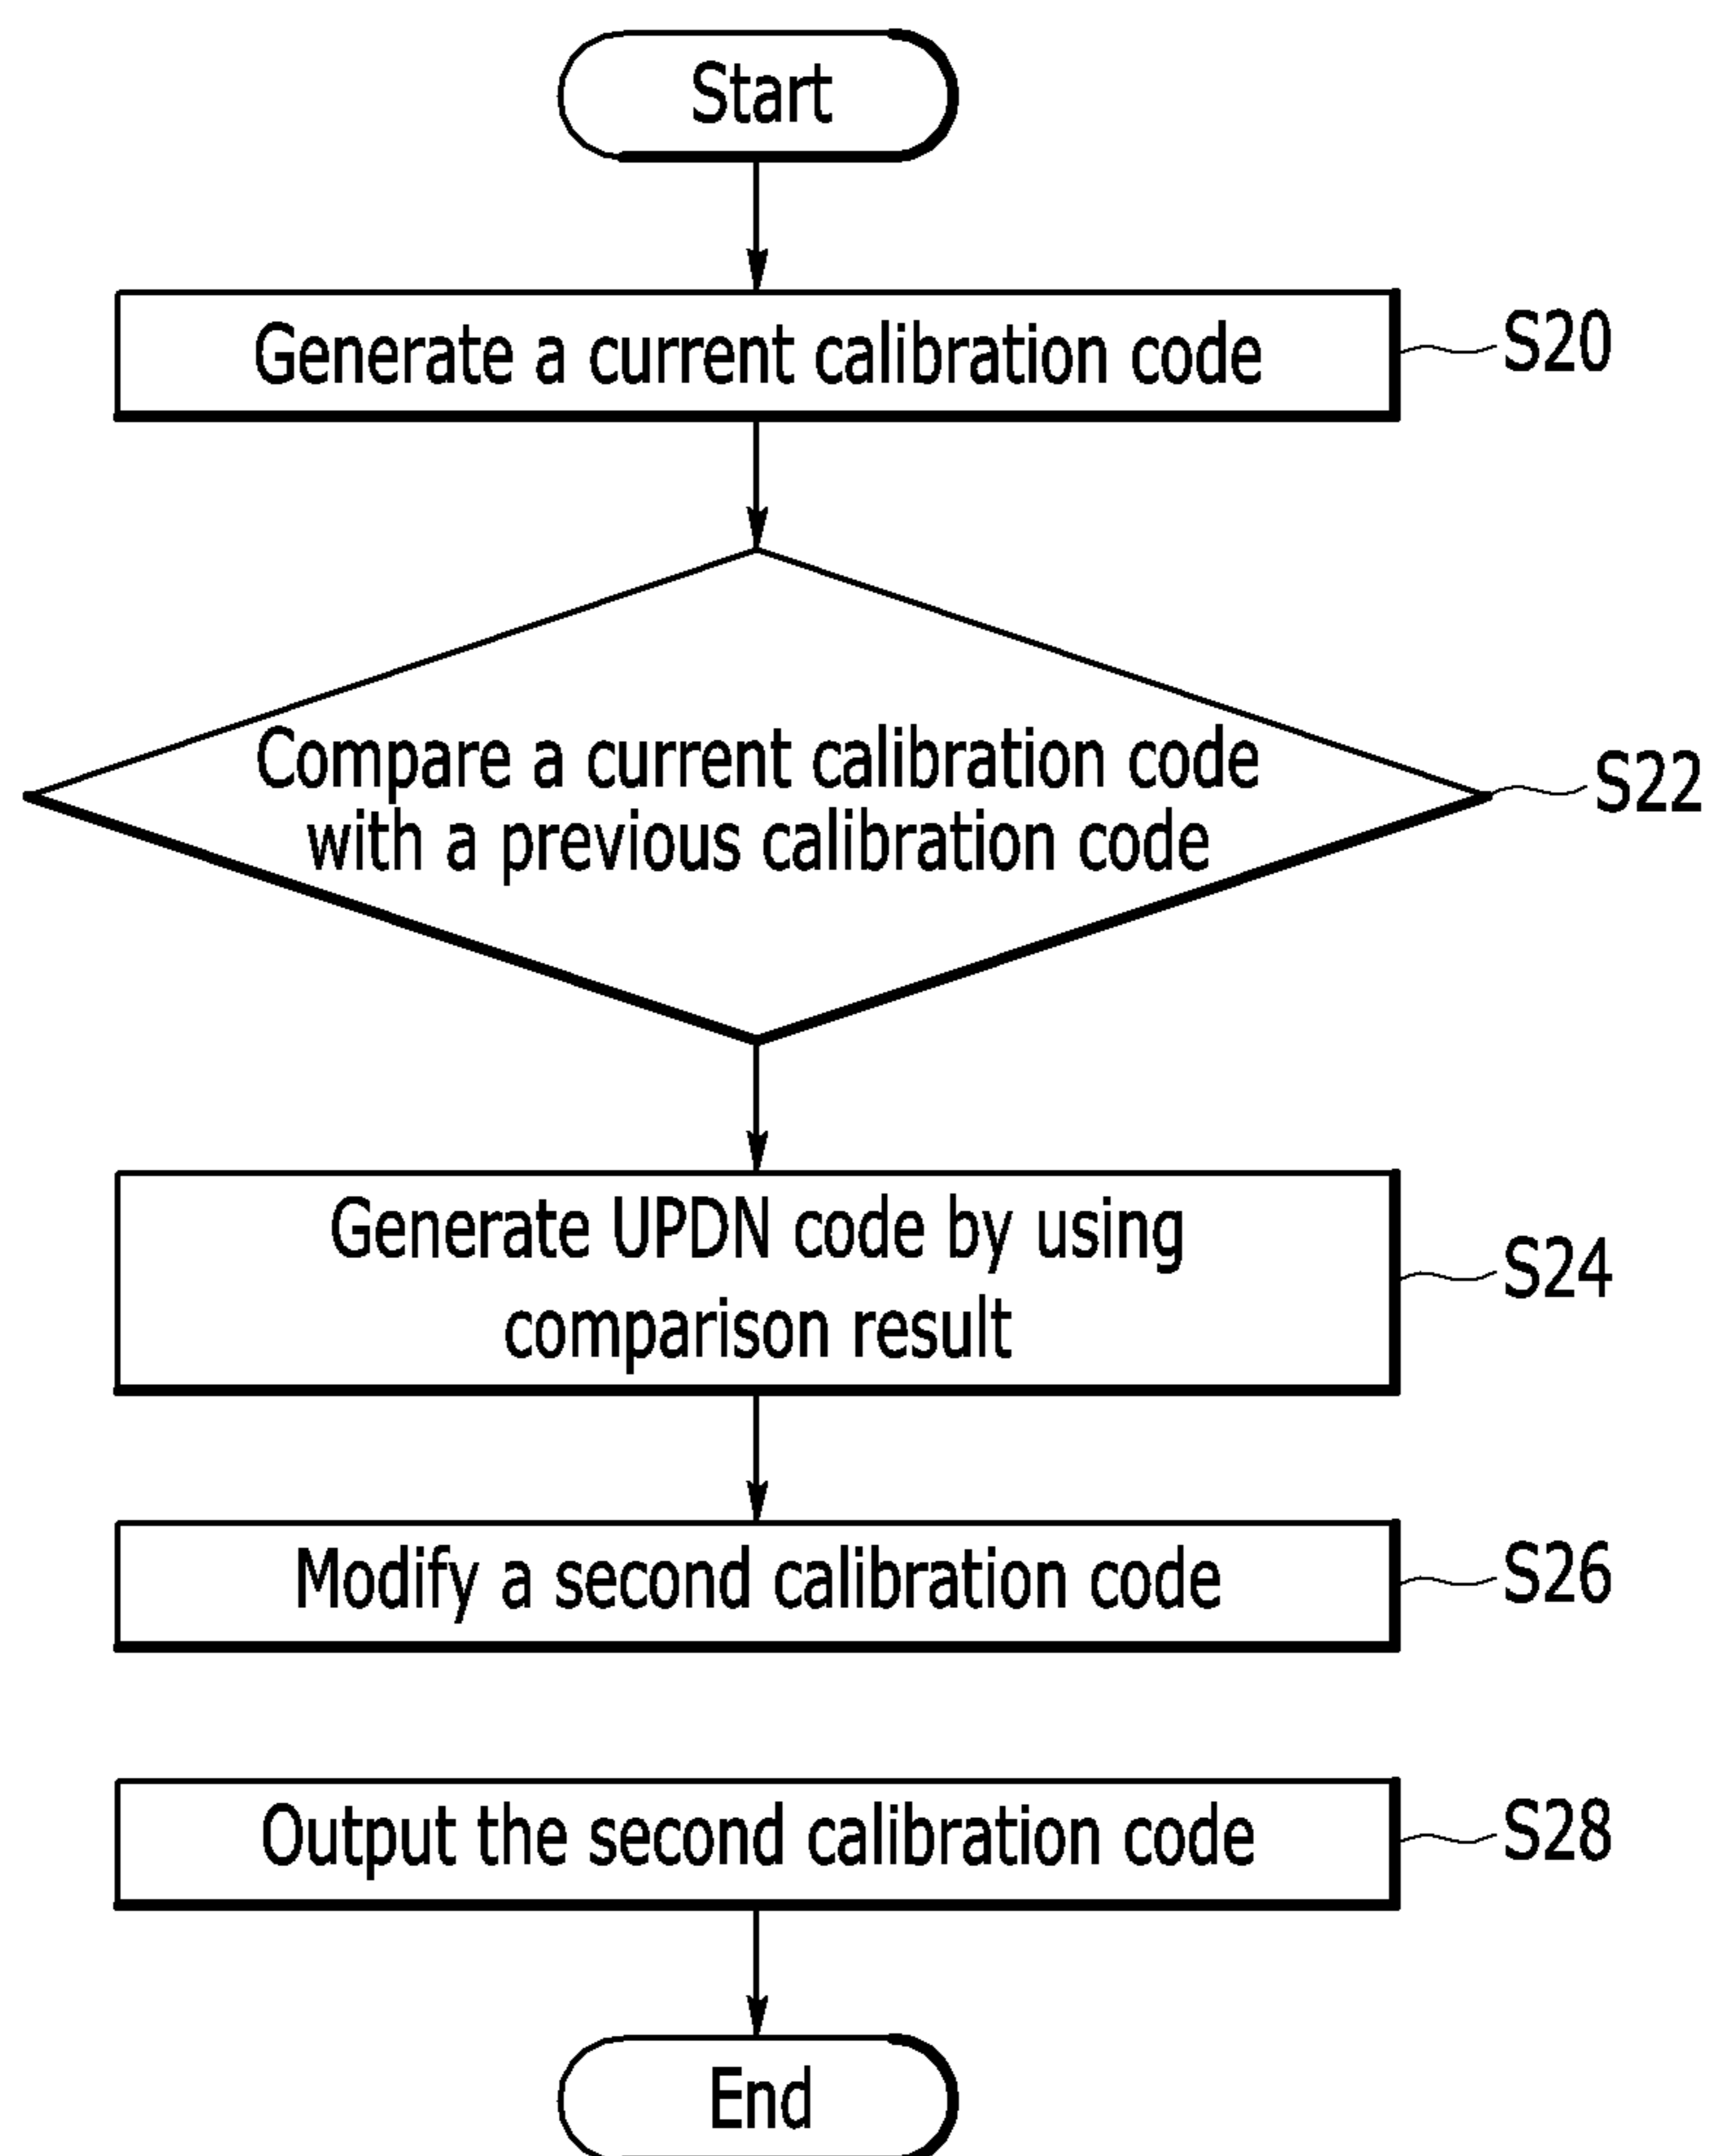 Start
Generate a current calibration code
S20
Compare a current calibration code
with a previous calibration code
S22
Generate UPDN code by using
comparison result
S24
Modify a second calibration code
S26
Output the second calibration code
S28
End